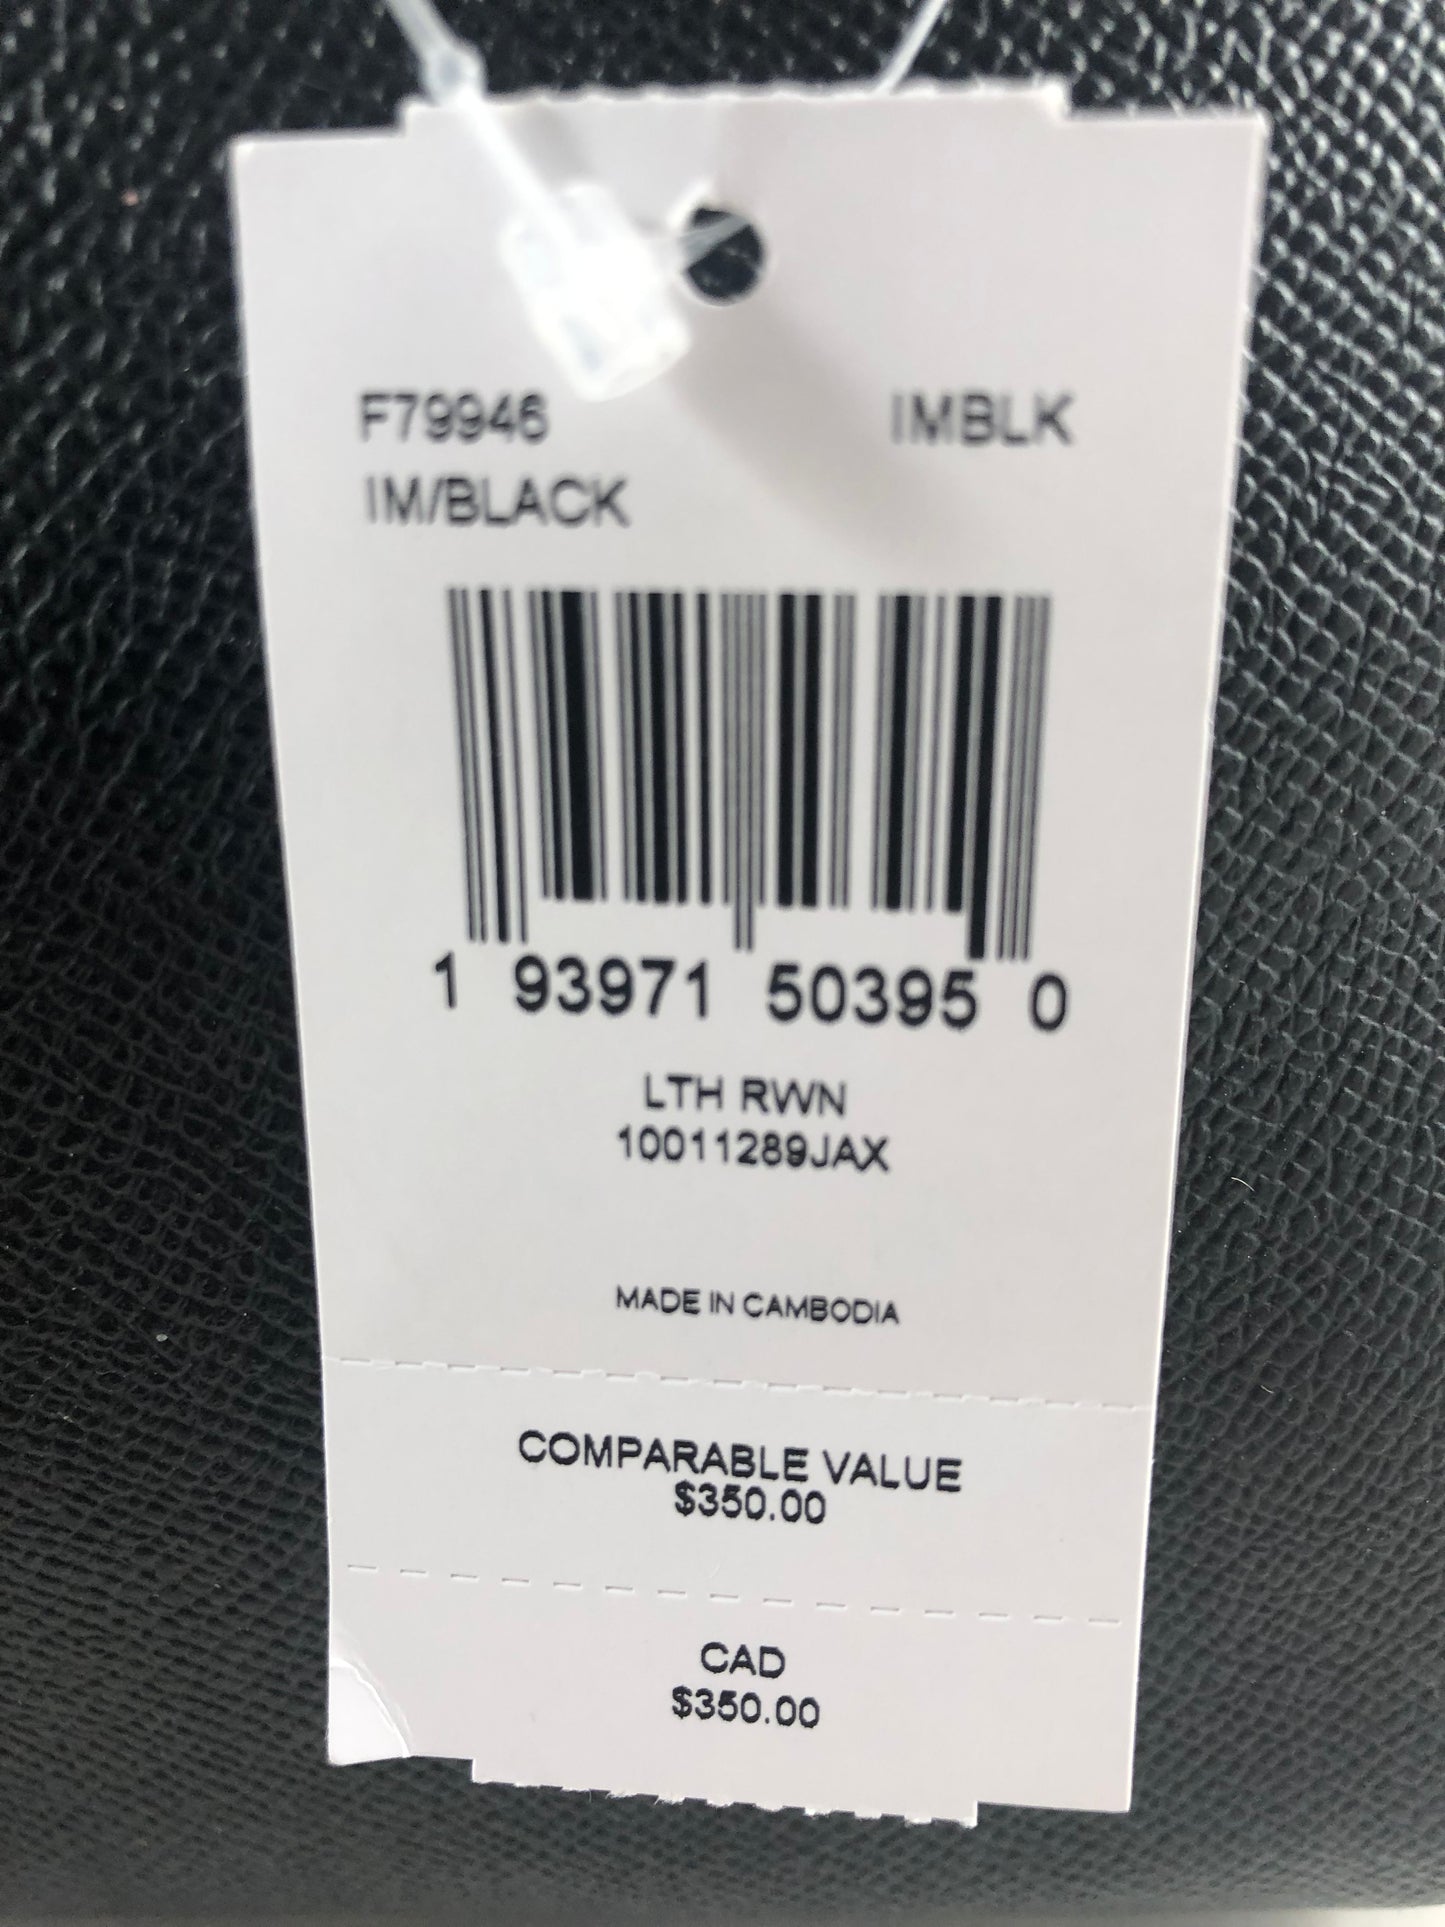 F79946 IMBLK
IM/BLACK
1 93971 50395 0
LTH RWN
10011289JAX
MADE IN CAMBODIA
COMPARABLE VALUE
$350.00
CAD
$350.00